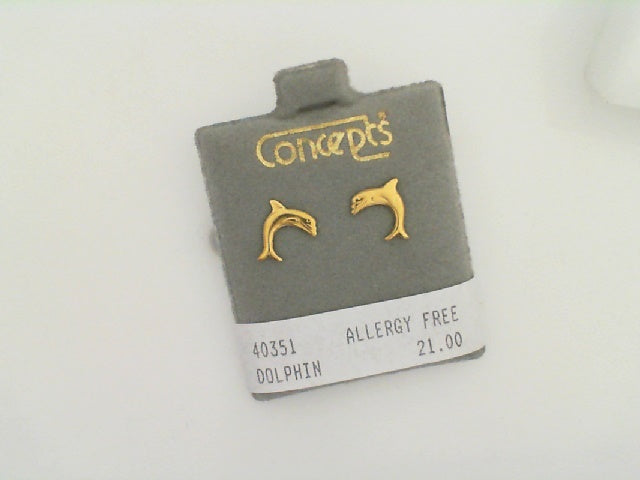 Concepts
40351 ALLERGY FREE
DOLPHIN 21.00